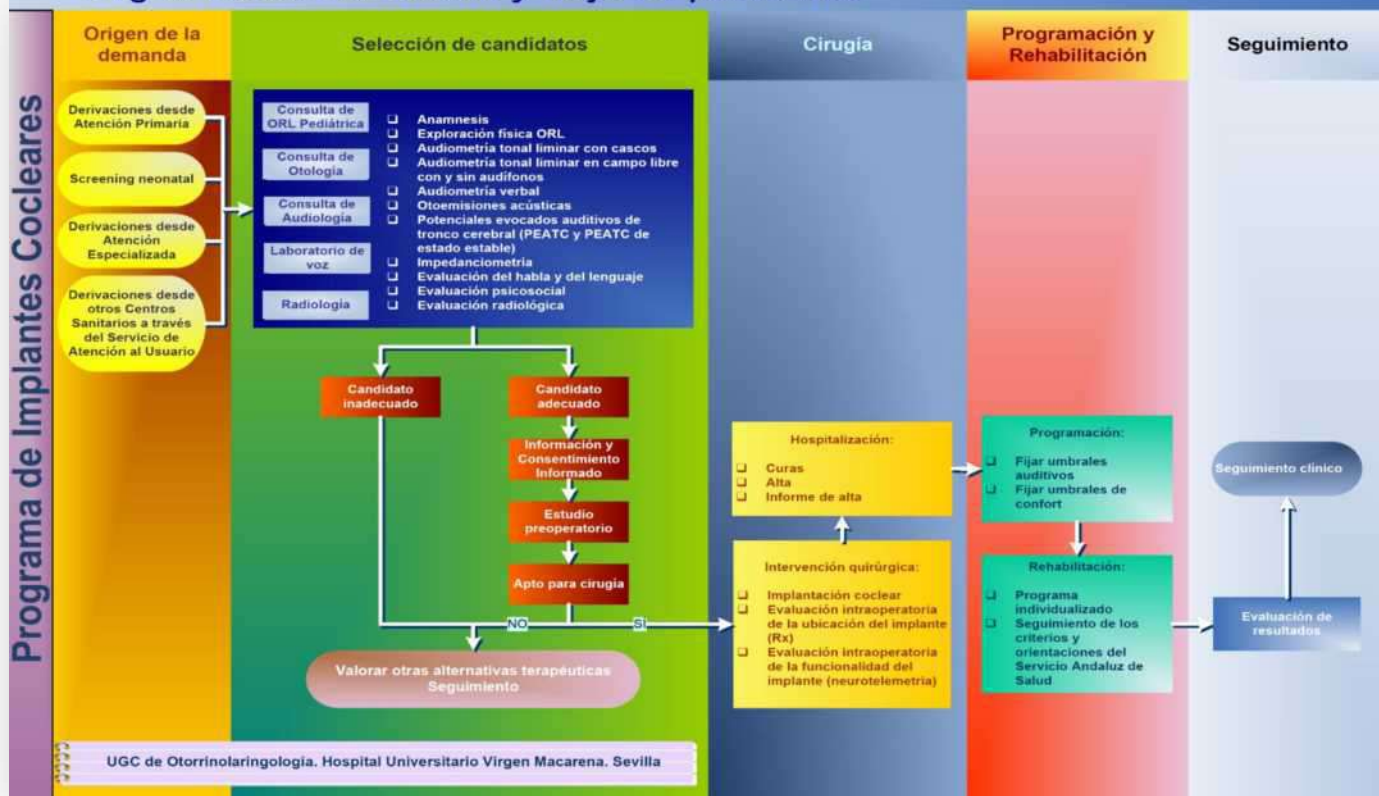 Programa de Implantes Cocleares
Origen de la
demanda
Derivaciones desde
Atención Primaria
Screening neonatal
Derivaciones desde
Atención
Especializada
Derivaciones desde
otros Centros
Sanitarios a través
del Servicio de
Atención al Usuario
Selección de candidatos
Consulta de
ORL Pediátrica
Consulta de
Otología
Consulta de
Audiología
Laboratorio de
voz
Radiología
Anamnesis
Exploración física ORL
Audiometría tonal liminar con cascos
Audiometría tonal liminar en campo libre
con y sin audífonos
Audiometría verbal
Otoemisiones acústicas
Potenciales evocados auditivos de
tronco cerebral (PEATC y PEATC de
estado estable)
Impedanciometría
Evaluación del habla y del lenguaje
Evaluación psicosocial
Evaluación radiológica
Candidato
inadecuado
Candidato
adecuado
Información y
Consentimiento
Informado
Estudio
preoperatorio
Apto para cirugía
NO
SI
Valorar otras alternativas terapéuticas
Seguimiento
Cirugía
Hospitalización:
Curas
Alta
Informe de alta
Intervención quirúrgica:
Implantación coclear
Evaluación intraoperatoria
de la ubicación del implante
(Rx)
Evaluación intraoperatoria
de la funcionalidad del
implante (neurotelemetría)
Programación y
Rehabilitación
Programación:
Fijar umbrales
auditivos
Fijar umbrales de
confort
Rehabilitación:
Programa
individualizado
Seguimiento de los
criterios y
orientaciones del
Servicio Andaluz de
Salud
Seguimiento
Seguimiento clínico
Evaluación de
resultados
UGC de Otorrinolaringología. Hospital Universitario Virgen Macarena. Sevilla